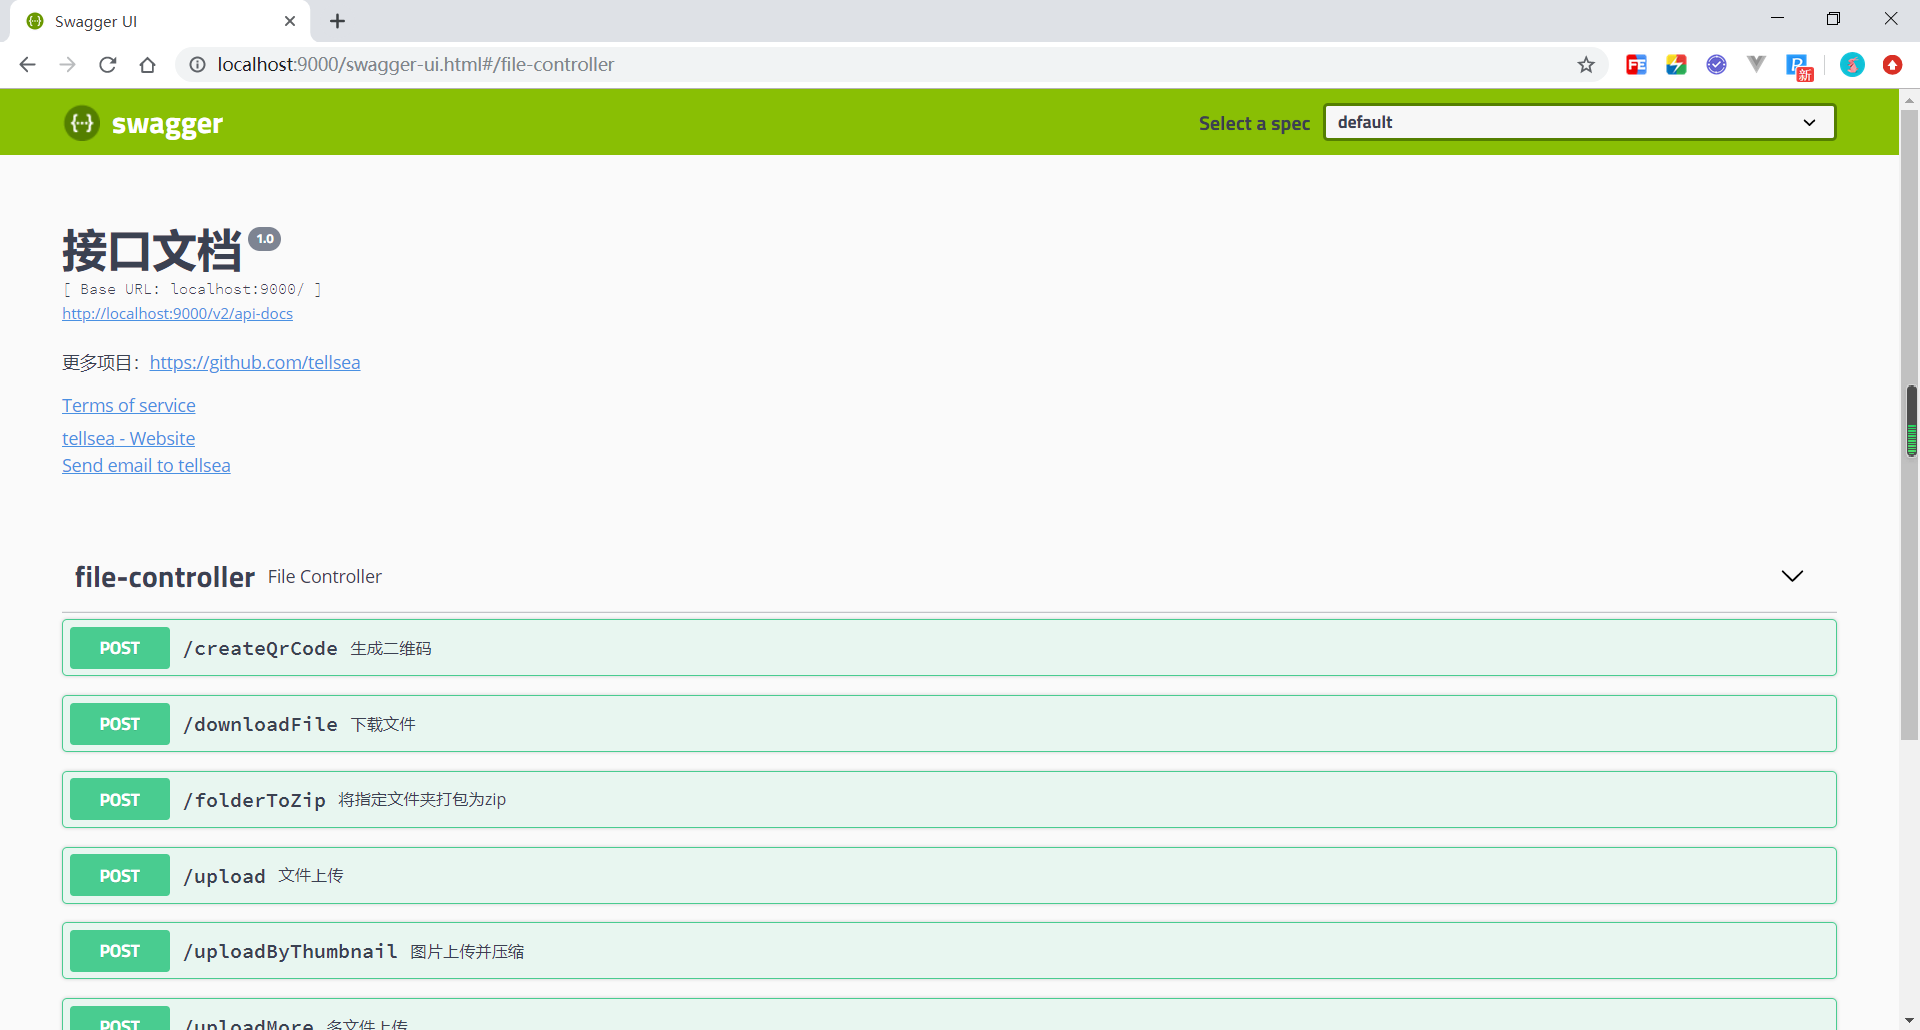 Swagger UI
localhost:9000/swagger-ui.html#/file-controller
FE
新
{···} swagger
Select a spec
default
接口文档 1.0
[ Base URL: localhost:9000/ ]
http://localhost:9000/v2/api-docs
更多项目：https://github.com/tellsea
Terms of service
tellsea - Website
Send email to tellsea
file-controller File Controller
POST /createQrCode 生成二维码
POST /downloadFile 下载文件
POST /folderToZip 将指定文件夹打包为zip
POST /upload 文件上传
POST /uploadByThumbnail 图片上传并压缩
POST /uploadMore 多文件上传